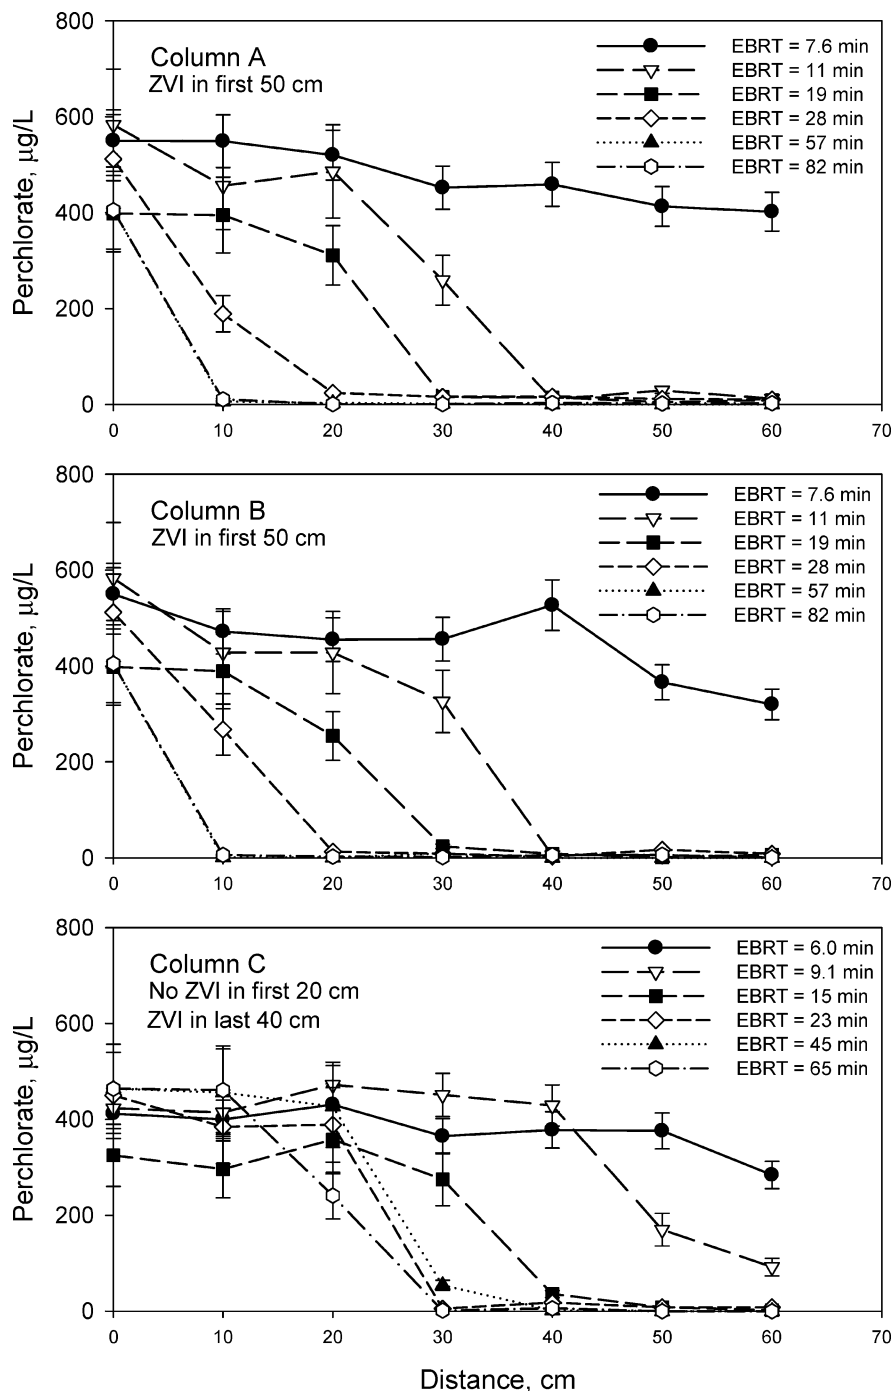 800
Column A
ZVI in first 50 cm
EBRT = 7.6 min
EBRT = 11 min
EBRT = 19 min
EBRT = 28 min
EBRT = 57 min
EBRT = 82 min
600
400
200
0
Perchlorate, µg/L
0 10 20 30 40 50 60 70
800
Column B
ZVI in first 50 cm
EBRT = 7.6 min
EBRT = 11 min
EBRT = 19 min
EBRT = 28 min
EBRT = 57 min
EBRT = 82 min
600
400
200
0
Perchlorate, µg/L
0 10 20 30 40 50 60 70
800
Column C
No ZVI in first 20 cm
ZVI in last 40 cm
EBRT = 6.0 min
EBRT = 9.1 min
EBRT = 15 min
EBRT = 23 min
EBRT = 45 min
EBRT = 65 min
600
400
200
0
Perchlorate, µg/L
0 10 20 30 40 50 60 70
Distance, cm